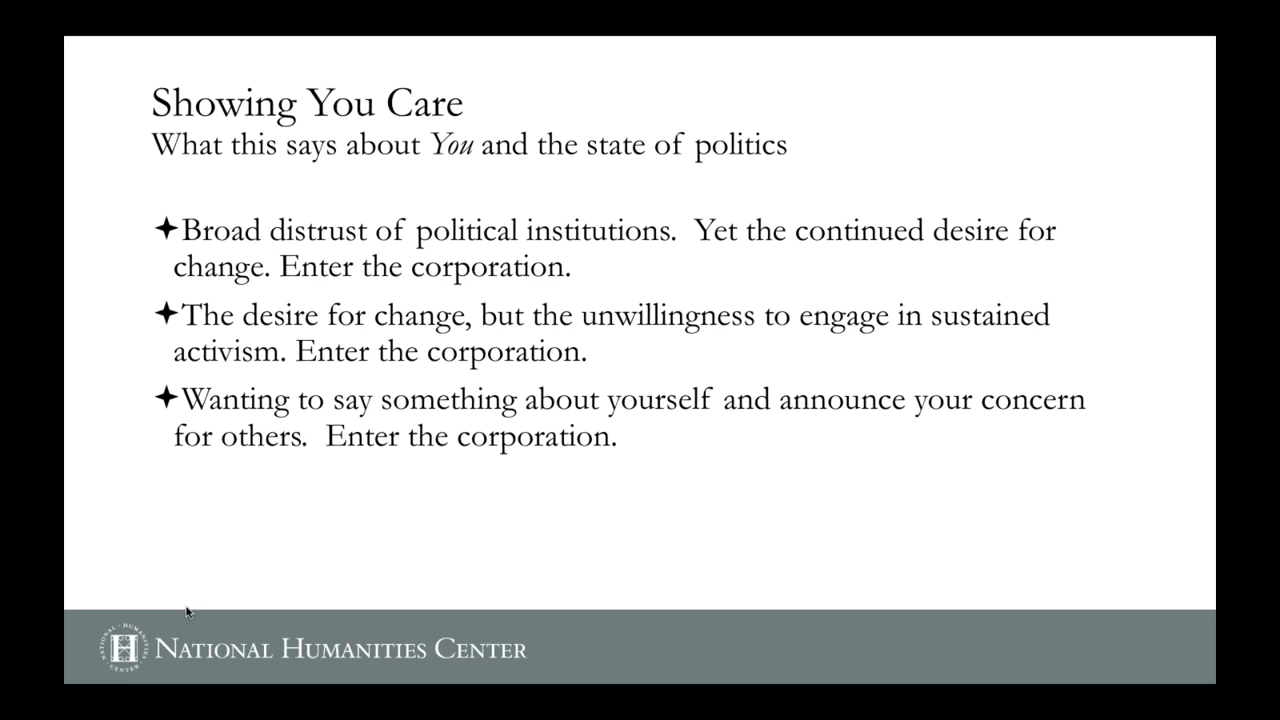 Showing You Care
What this says about You and the state of politics
✦Broad distrust of political institutions.  Yet the continued desire for
change. Enter the corporation.
✦The desire for change, but the unwillingness to engage in sustained
activism. Enter the corporation.
✦Wanting to say something about yourself and announce your concern
for others.  Enter the corporation.
NATIONAL · HUMANITIES · CENTER ·
H
NATIONAL HUMANITIES CENTER